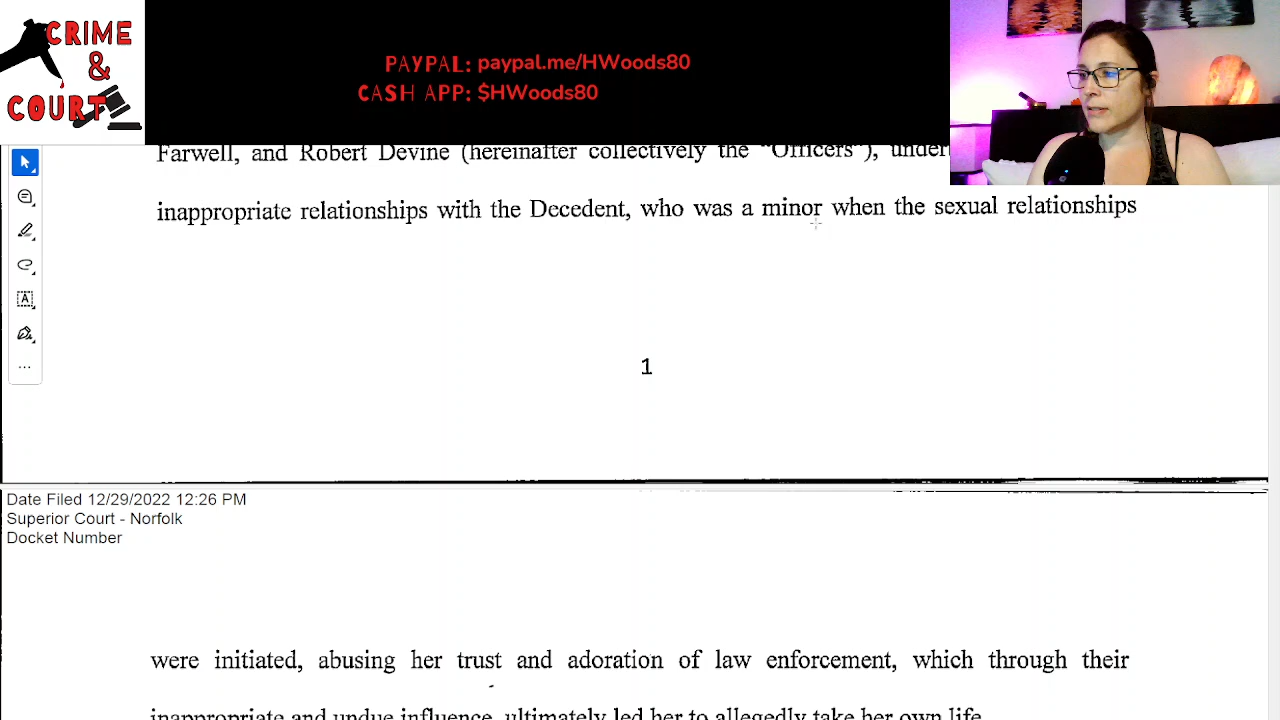 CRIME
&
COURT
PAYPAL: paypal.me/HWoods80
CASH APP: $HWoods80
Farwell, and Robert Devine (hereinafter collectively the "Officers"),
inappropriate relationships with the Decedent, who was a minor when the sexual relationships
1
Date Filed 12/29/2022 12:26 PM
Superior Court - Norfolk
Docket Number
were initiated, abusing her trust and adoration of law enforcement, which through their
inappropriate and undue influence, ultimately led her to allegedly take her own life.